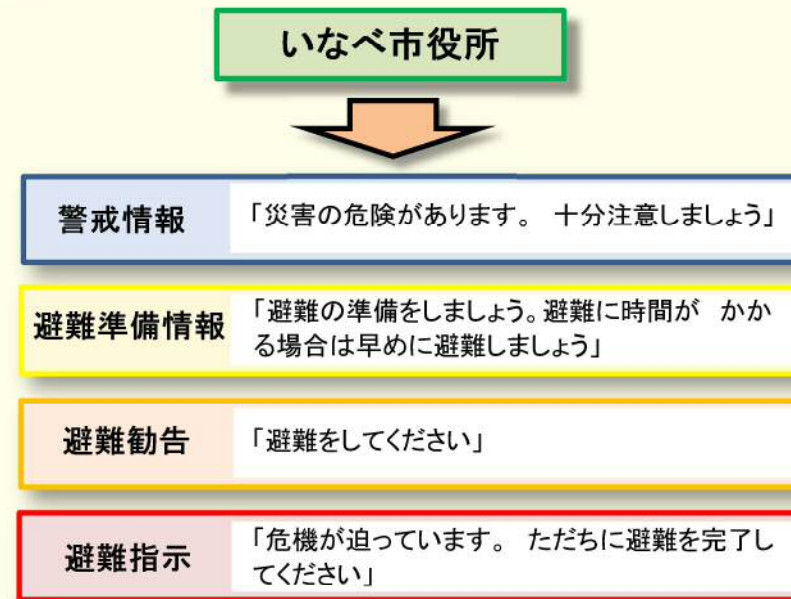 いなべ市役所
警戒情報
「災害の危険があります。 十分注意しましょう」
避難準備情報
「避難の準備をしましょう。避難に時間が かか
る場合は早めに避難しましょう」
避難勧告
「避難をしてください」
避難指示
「危機が迫っています。 ただちに避難を完了し
てください」